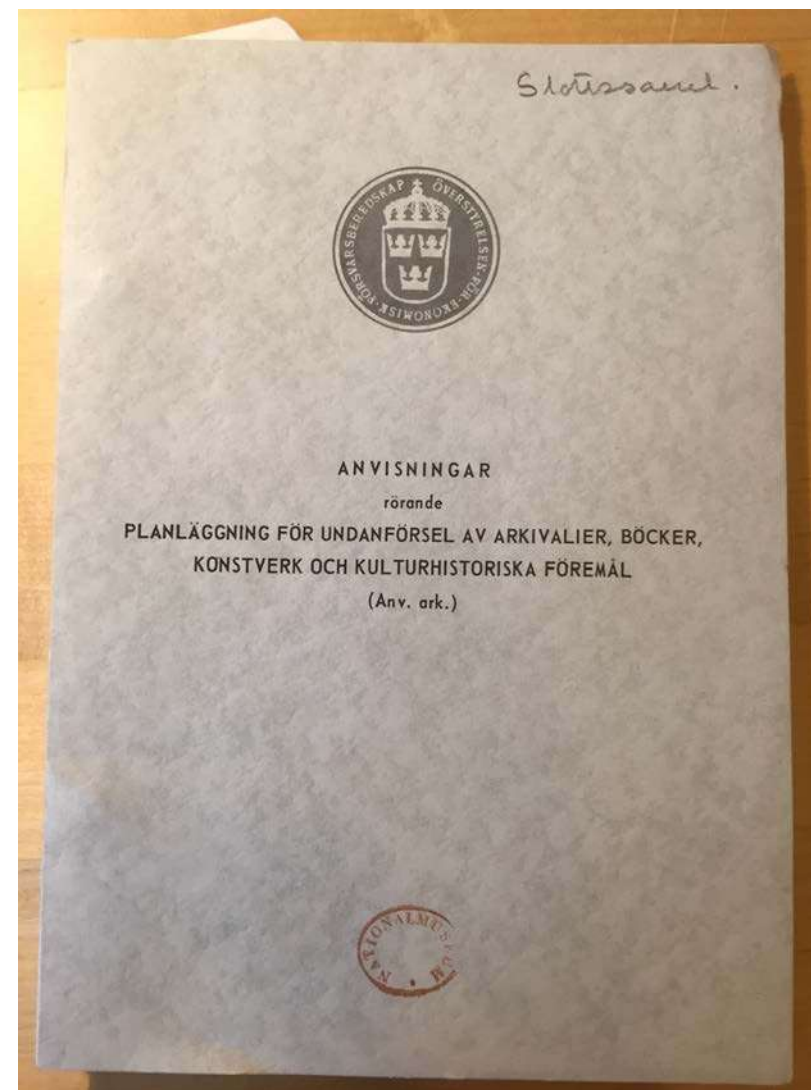 Slottssaml.
ÖVERSTYRELSEN·FÖR·EKONOMISK·FÖRSVARSBEREDSKAP
ANVISNINGAR
rörande
PLANLÄGGNING FÖR UNDANFÖRSEL AV ARKIVALIER, BÖCKER,
KONSTVERK OCH KULTURHISTORISKA FÖREMÅL
(Anv. ark.)
NATIONALMUSEUM